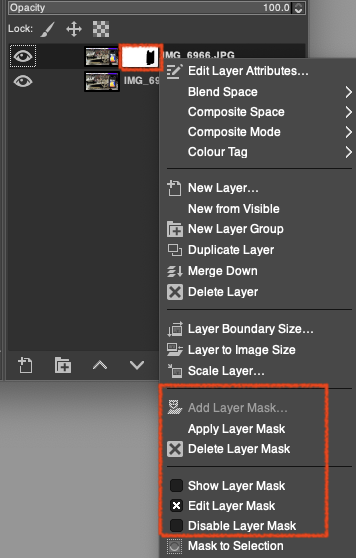 Opacity 100.0
Lock:
IMG_6966.JPG
IMG_69
Edit Layer Attributes...
Blend Space
Composite Space
Composite Mode
Colour Tag
New Layer...
New from Visible
New Layer Group
Duplicate Layer
Merge Down
Delete Layer
Layer Boundary Size...
Layer to Image Size
Scale Layer...
Add Layer Mask...
Apply Layer Mask
Delete Layer Mask
Show Layer Mask
Edit Layer Mask
Disable Layer Mask
Mask to Selection